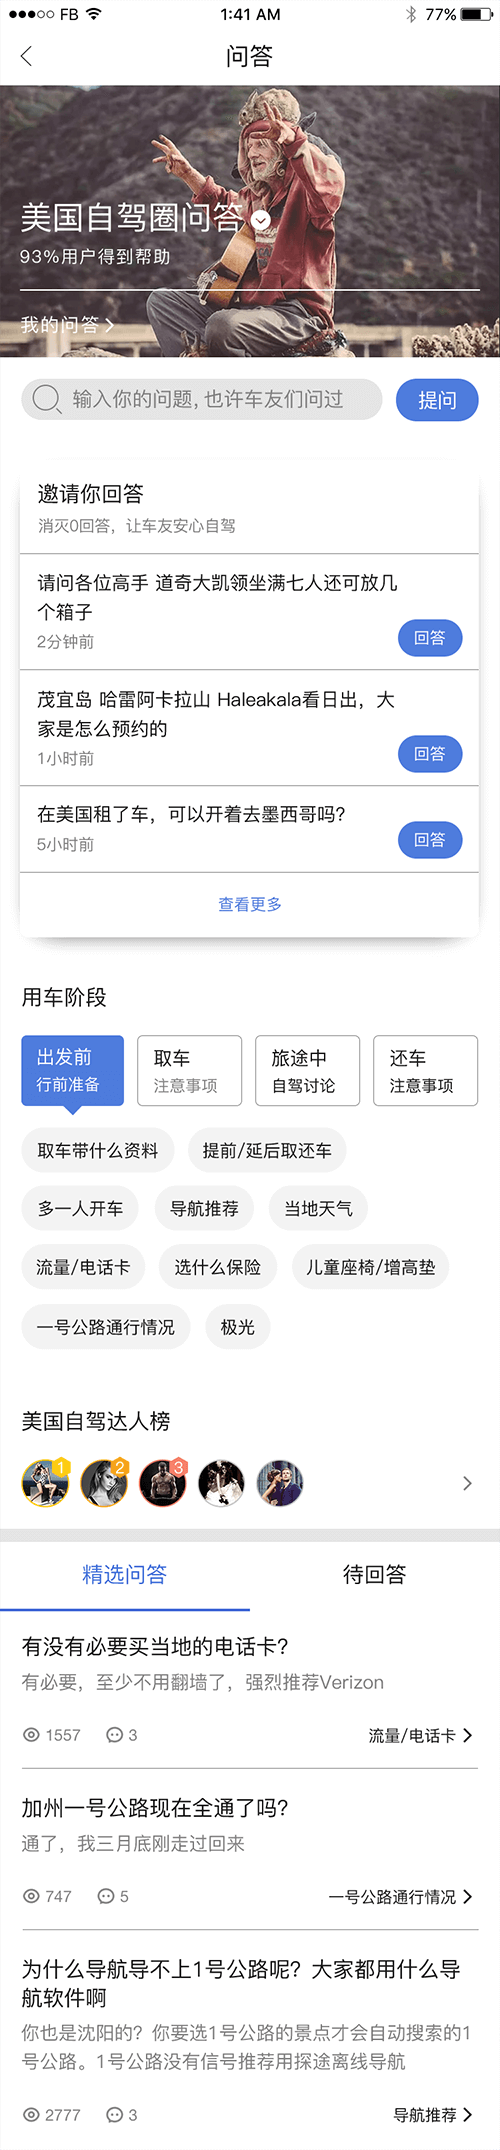 FB 1:41 AM 77%
问答
美国自驾圈问答
93%用户得到帮助
我的问答
输入你的问题, 也许车友们问过 提问
邀请你回答
消灭0回答，让车友安心自驾
请问各位高手 道奇大凯领坐满七人还可放几
个箱子
2分钟前 回答
茂宜岛 哈雷阿卡拉山 Haleakala看日出，大
家是怎么预约的
1小时前 回答
在美国租了车，可以开着去墨西哥吗？
5小时前 回答
查看更多
用车阶段
出发前 取车 旅途中 还车
行前准备 注意事项 自驾讨论 注意事项
取车带什么资料 提前/延后取还车
多一人开车 导航推荐 当地天气
流量/电话卡 选什么保险 儿童座椅/增高垫
一号公路通行情况 极光
美国自驾达人榜
1 2 3
精选问答 待回答
有没有必要买当地的电话卡？
有必要，至少不用翻墙了，强烈推荐Verizon
1557 3 流量/电话卡
加州一号公路现在全通了吗？
通了，我三月底刚走过回来
747 5 一号公路通行情况
为什么导航导不上1号公路呢？大家都用什么导
航软件啊
你也是沈阳的？你要选1号公路的景点才会自动搜索的1
号公路。1号公路没有信号推荐用探途离线导航
2777 3 导航推荐